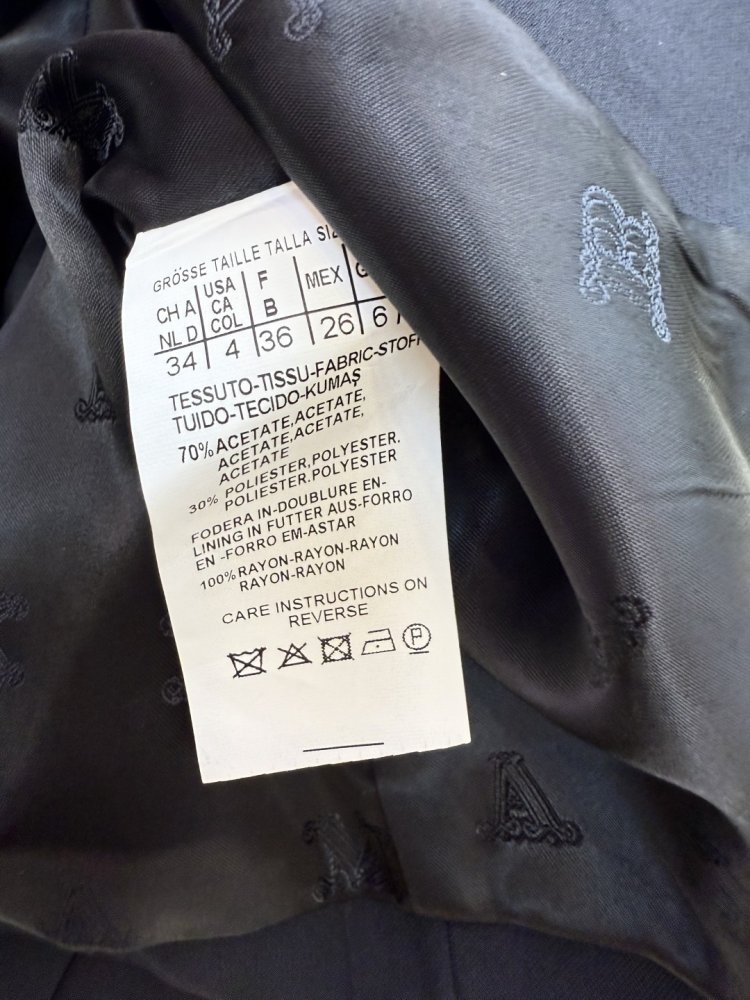 GRÖSSE TAILLE TALLA
CH A USA F MEX
NL D CA B
COL
34 4 36 26 6
TESSUTO-TISSU-FABRIC-STOFF
TUIDO-TECIDO-KUMAŞ
70% ACETATE,ACETATE,
ACETATE,ACETATE,
ACETATE
30% POLIESTER,POLYESTER.
POLIESTER.POLYESTER
FODERA IN-DOUBLURE EN-
LINING IN FUTTER AUS-FORRO
EN -FORRO EM-ASTAR
100%RAYON-RAYON-RAYON
RAYON-RAYON
CARE INSTRUCTIONS ON
REVERSE
P
A